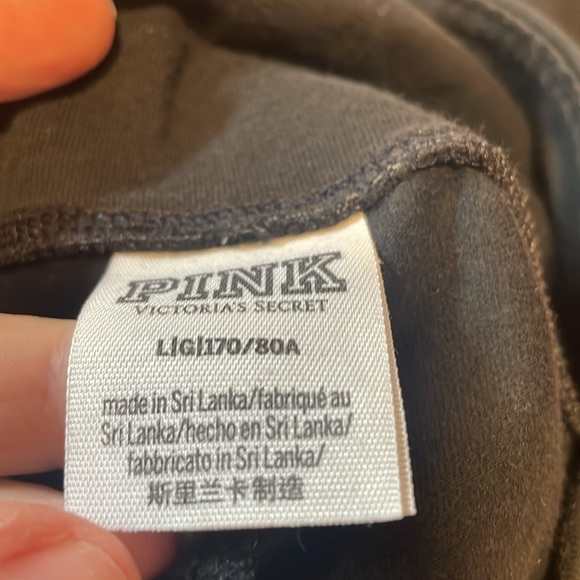 PINK
VICTORIA'S SECRET
L|G|170/80A
made in Sri Lanka/fabriqué au
Sri Lanka/hecho en Sri Lanka/
fabbricato in Sri Lanka/
斯里兰卡制造